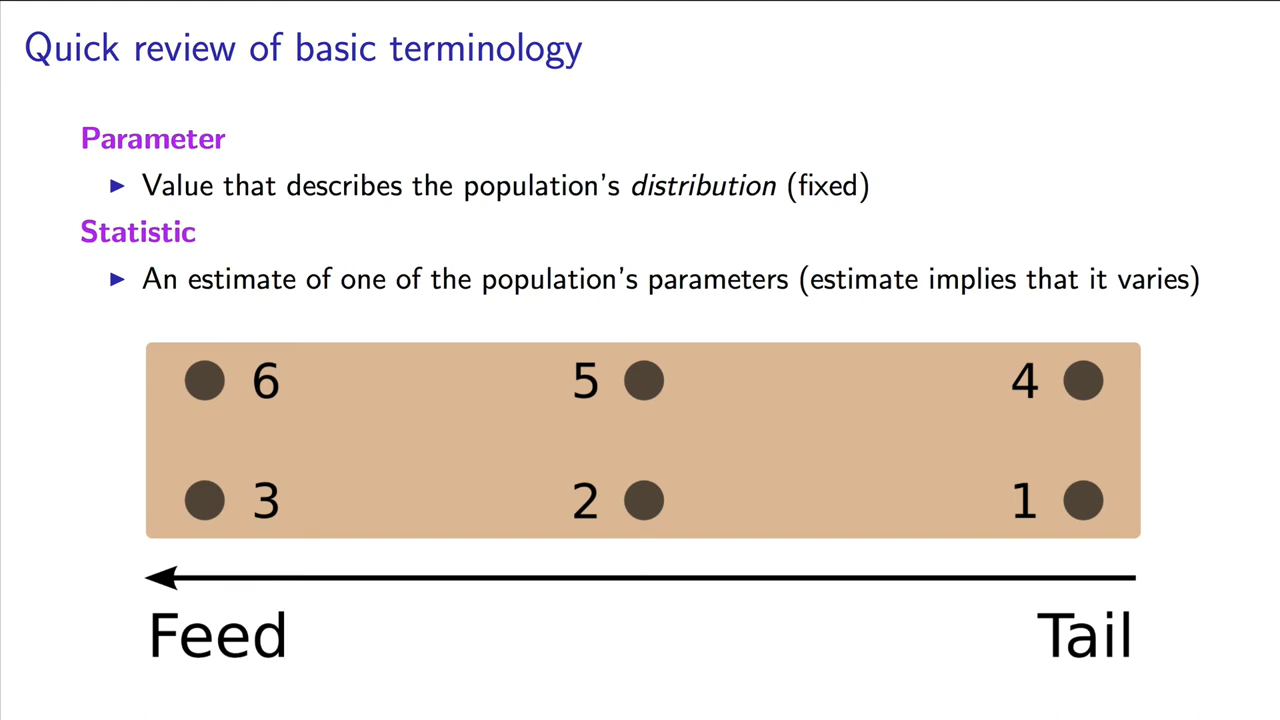 Quick review of basic terminology
Parameter
▶ Value that describes the population's distribution (fixed)
Statistic
▶ An estimate of one of the population's parameters (estimate implies that it varies)
6 5 4
3 2 1
Feed Tail